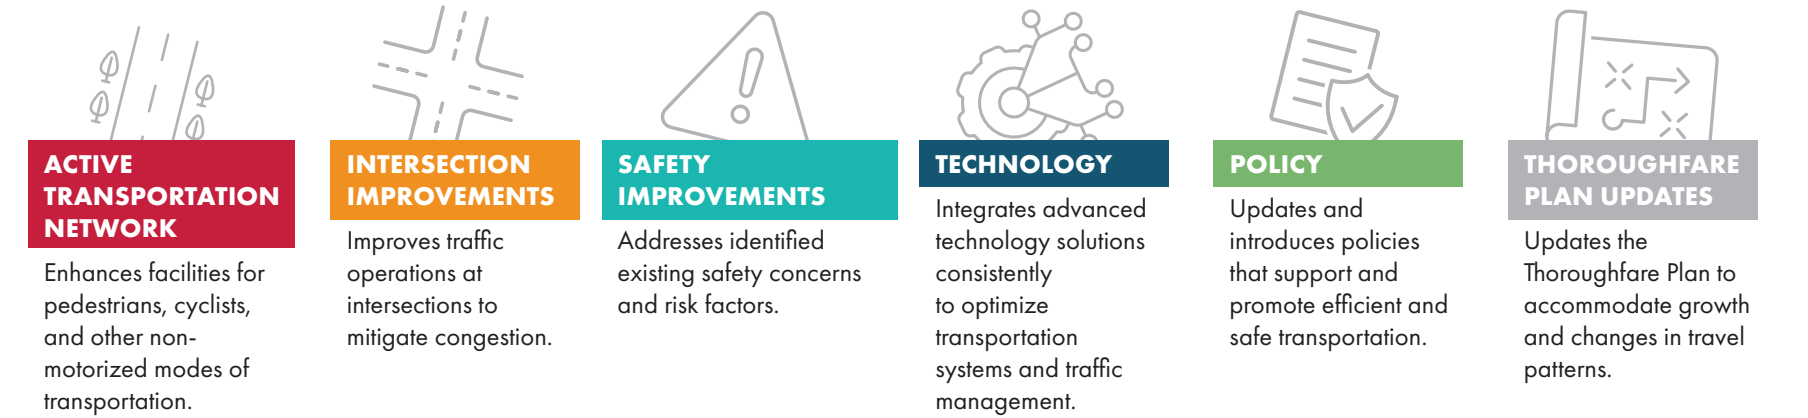 ACTIVE
TRANSPORTATION
NETWORK
Enhances facilities for
pedestrians, cyclists,
and other non-
motorized modes of
transportation.
INTERSECTION
IMPROVEMENTS
Improves traffic
operations at
intersections to
mitigate congestion.
SAFETY
IMPROVEMENTS
Addresses identified
existing safety concerns
and risk factors.
TECHNOLOGY
Integrates advanced
technology solutions
consistently
to optimize
transportation
systems and traffic
management.
POLICY
Updates and
introduces policies
that support and
promote efficient and
safe transportation.
THOROUGHFARE
PLAN UPDATES
Updates the
Thoroughfare Plan to
accommodate growth
and changes in travel
patterns.